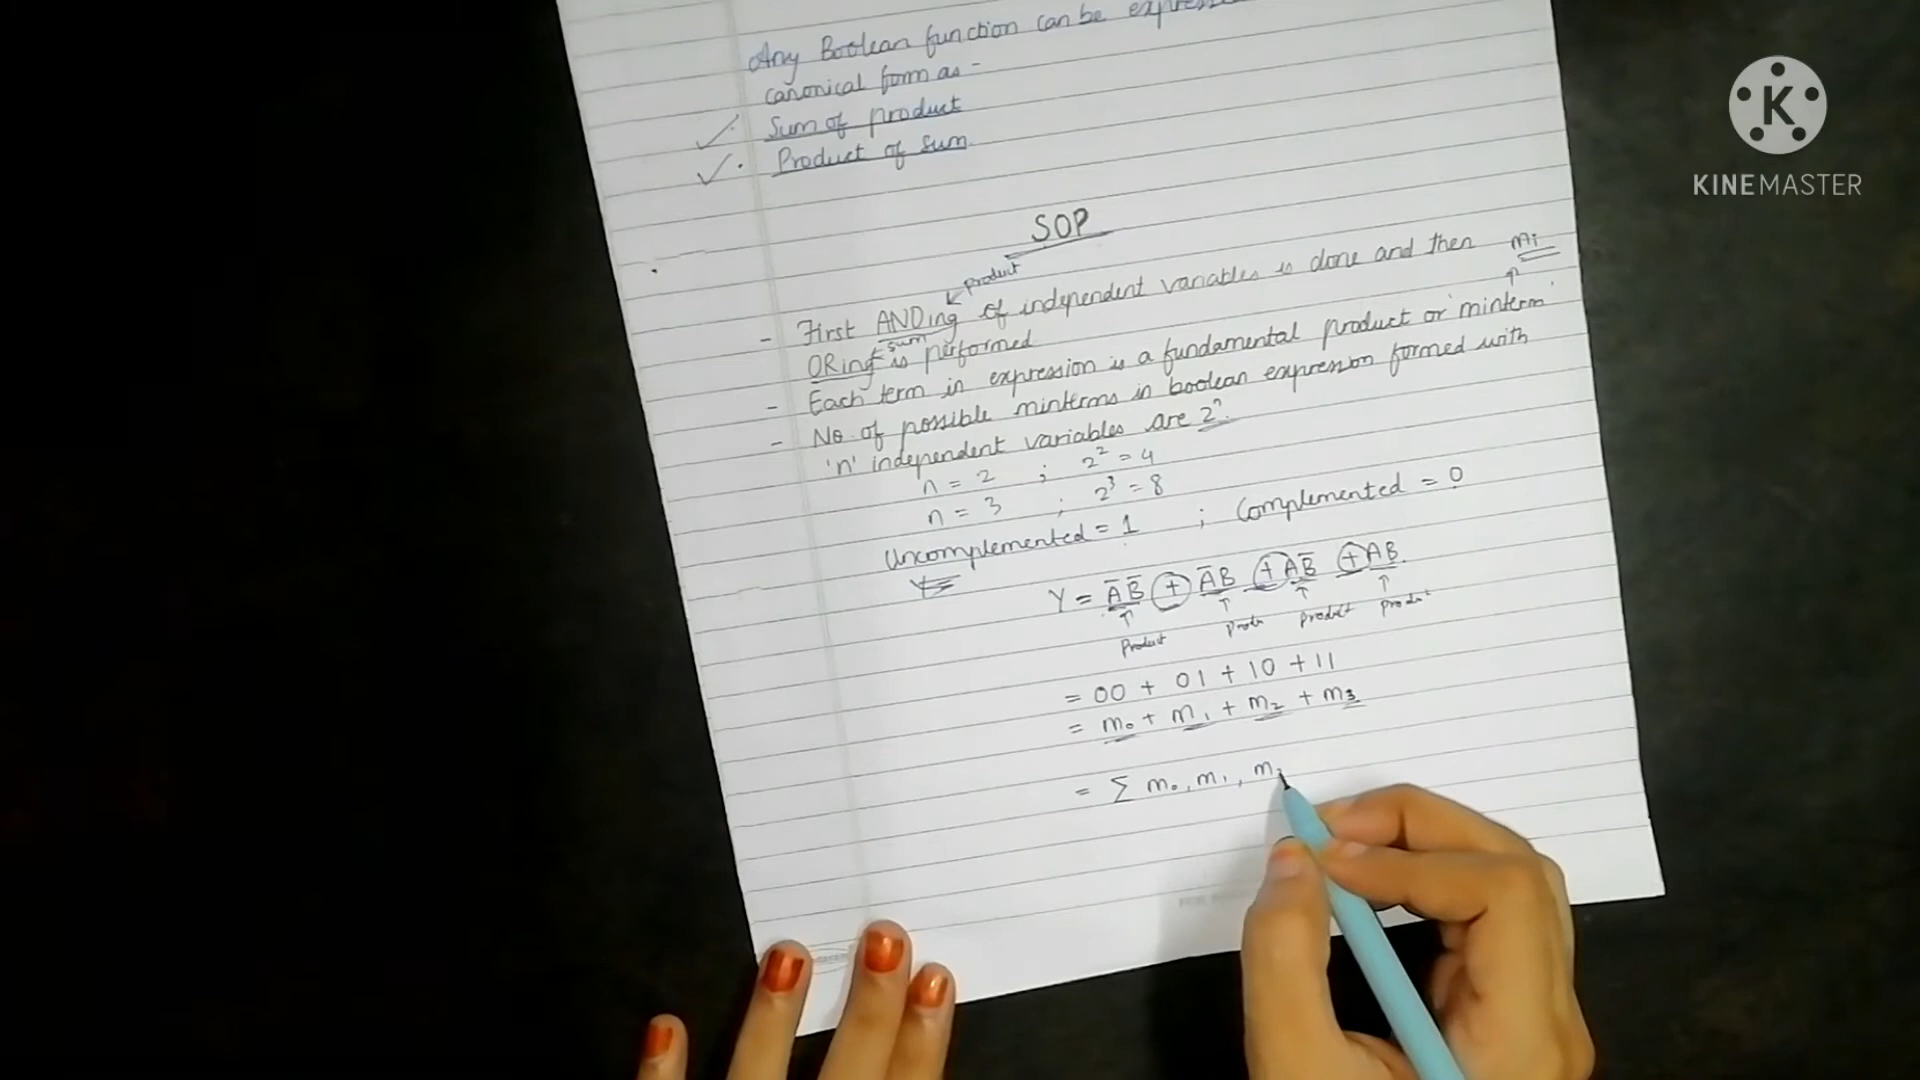 Any Boolean function can be
canonical form as -
✓ · Sum of product
✓ · Product of sum.
SOP
product
mi
- First ANDing of independent variables is done and then
sum
ORing is performed
- Each term in expression is a fundamental product or 'minterm'
- No. of possible minterms in boolean expression formed with
'n' independent variables are 2ⁿ.
n = 2 ; 2² = 4
n = 3 ; 2³ = 8
Uncomplemented = 1 ; Complemented = 0
Y = A̅B̅ + A̅B + AB̅ + AB.
Product Product Product
= 00 + 01 + 10 + 11
= m₀ + m₁ + m₂ + m₃
= Σ m₀, m₁, m
K
KINEMASTER